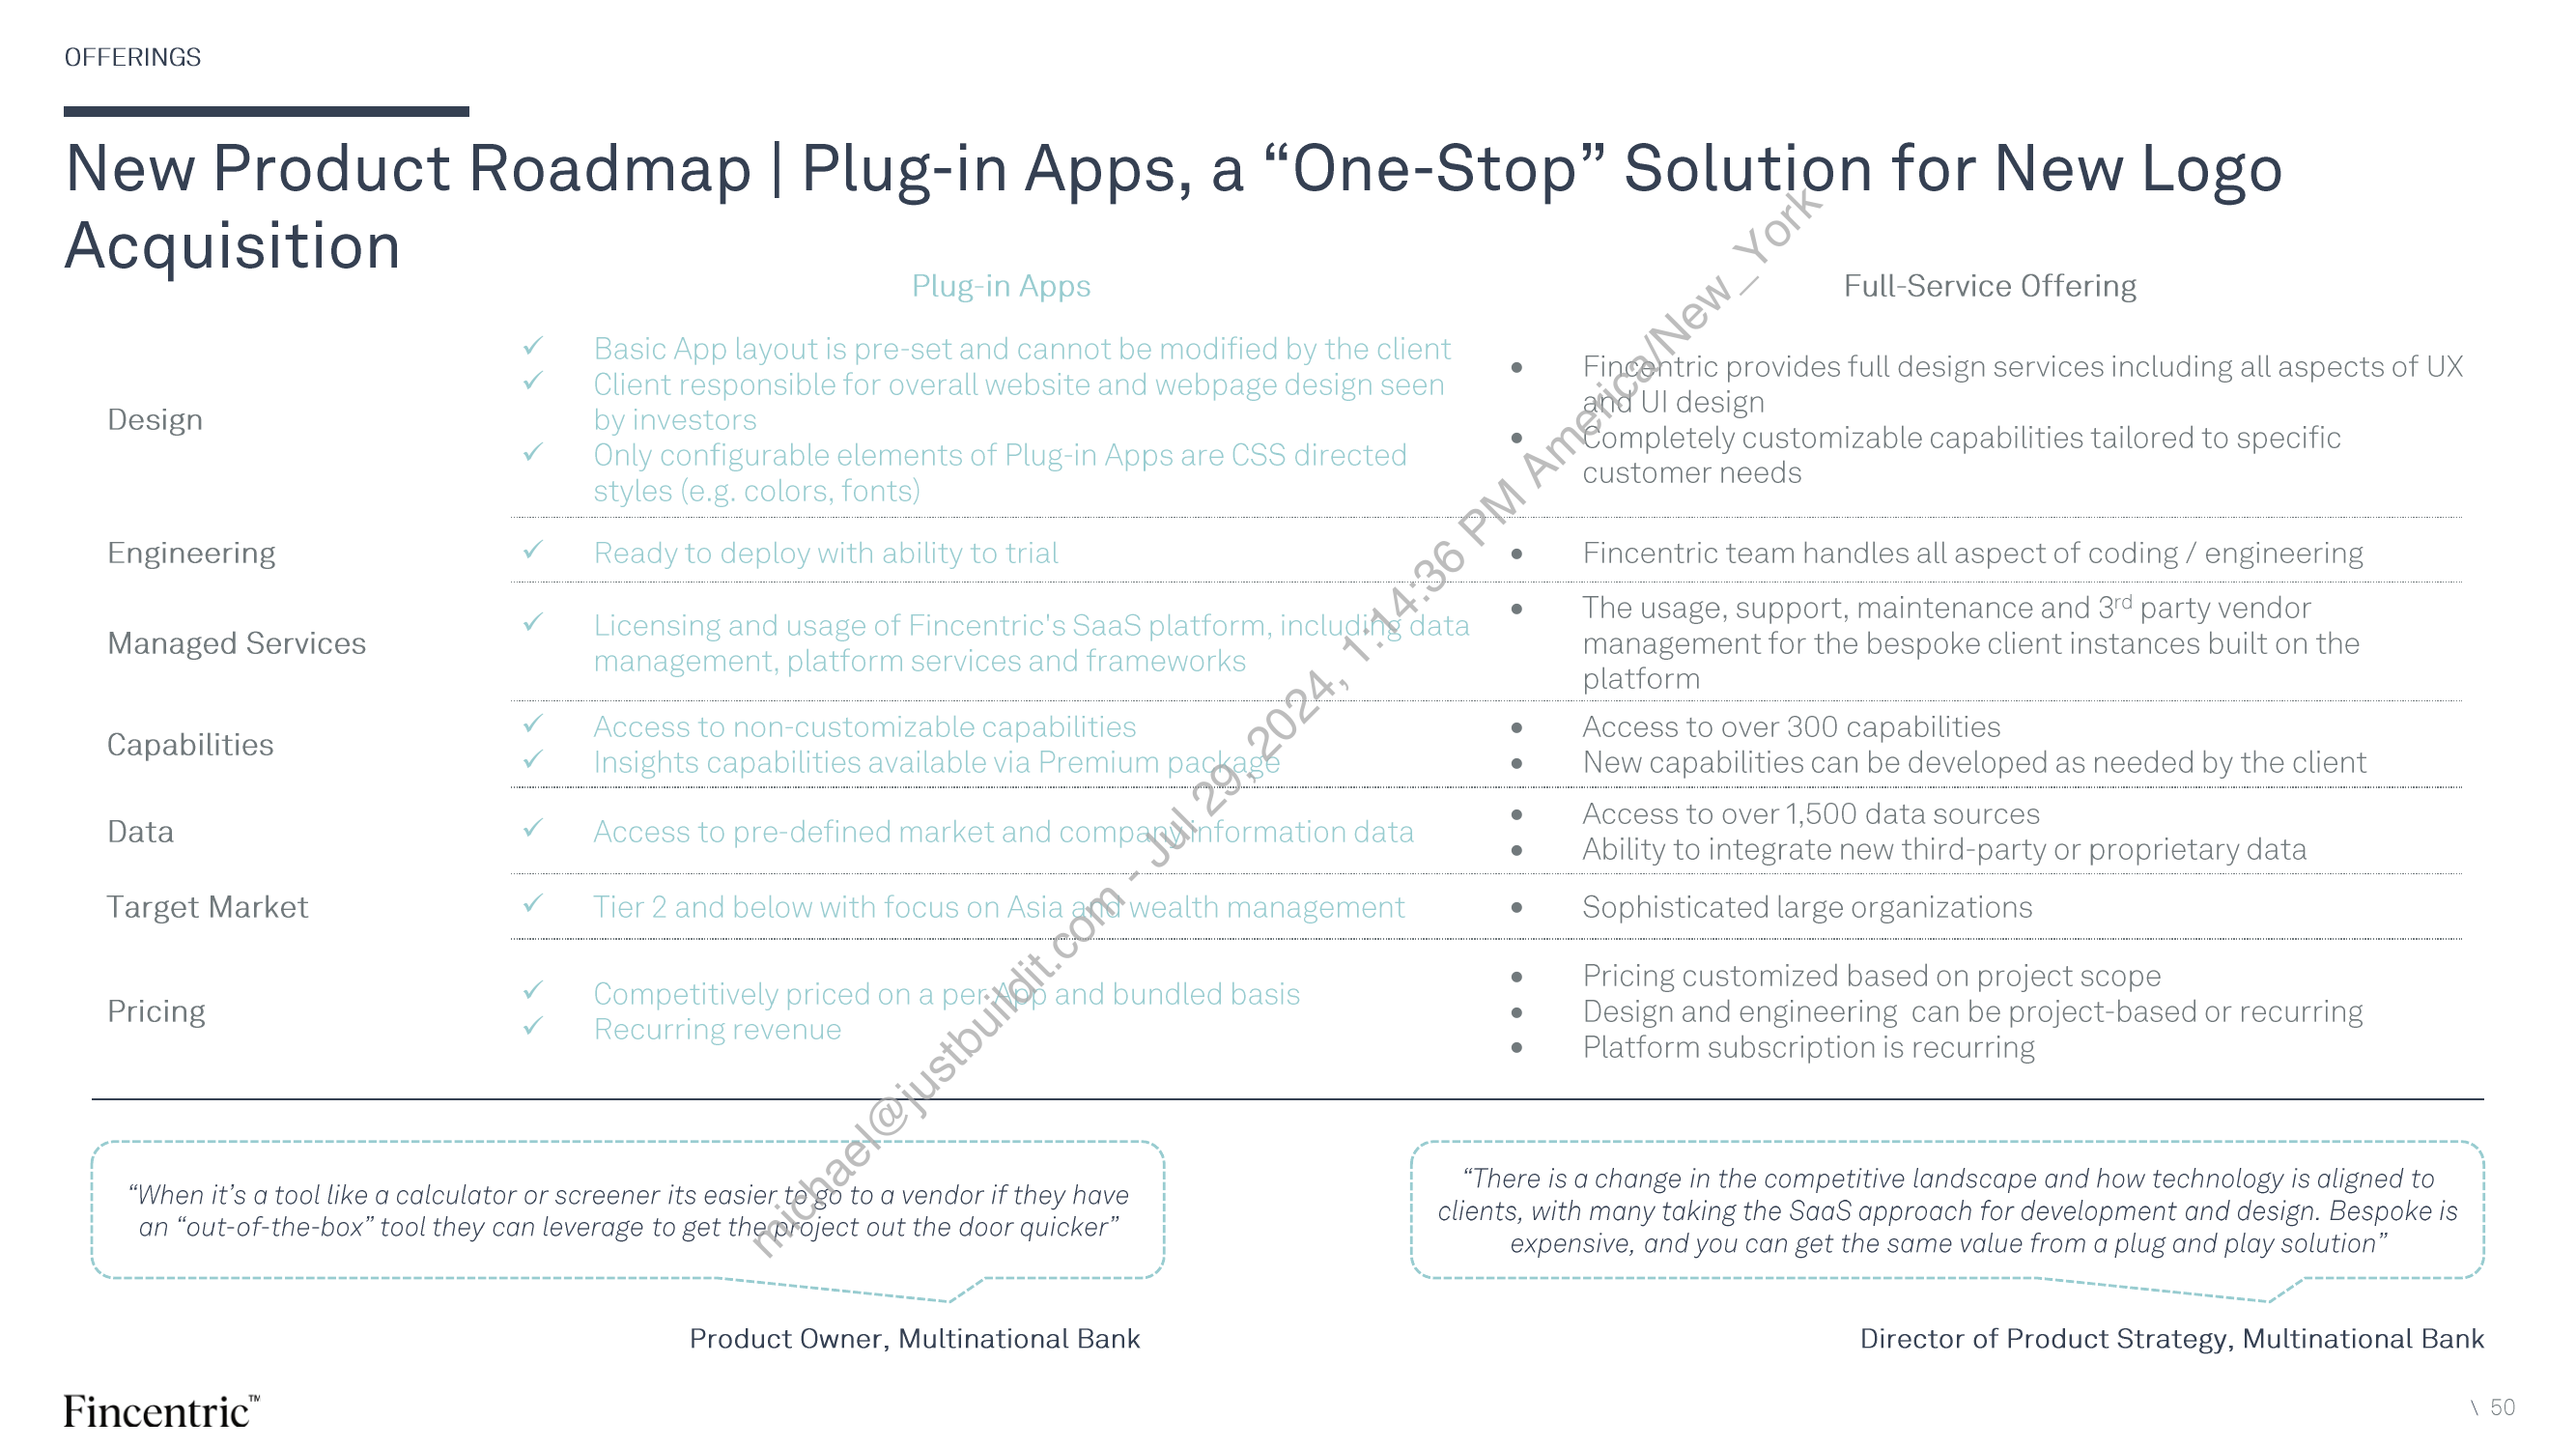 OFFERINGS
New Product Roadmap | Plug-in Apps, a “One-Stop” Solution for New Logo
Acquisition
Plug-in Apps
Full-Service Offering
Design
✓ Basic App layout is pre-set and cannot be modified by the client
✓ Client responsible for overall website and webpage design seen
by investors
✓ Only configurable elements of Plug-in Apps are CSS directed
styles (e.g. colors, fonts)
• Fincentric provides full design services including all aspects of UX
and UI design
• Completely customizable capabilities tailored to specific
customer needs
Engineering
✓ Ready to deploy with ability to trial
• Fincentric team handles all aspect of coding / engineering
Managed Services
✓ Licensing and usage of Fincentric's SaaS platform, including data
management, platform services and frameworks
• The usage, support, maintenance and 3rd party vendor
management for the bespoke client instances built on the
platform
Capabilities
✓ Access to non-customizable capabilities
✓ Insights capabilities available via Premium package
• Access to over 300 capabilities
• New capabilities can be developed as needed by the client
Data
✓ Access to pre-defined market and company information data
• Access to over 1,500 data sources
• Ability to integrate new third-party or proprietary data
Target Market
✓ Tier 2 and below with focus on Asia and wealth management
• Sophisticated large organizations
Pricing
✓ Competitively priced on a per App and bundled basis
✓ Recurring revenue
• Pricing customized based on project scope
• Design and engineering can be project-based or recurring
• Platform subscription is recurring
“When it’s a tool like a calculator or screener its easier to go to a vendor if they have
an “out-of-the-box” tool they can leverage to get the project out the door quicker”
Product Owner, Multinational Bank
“There is a change in the competitive landscape and how technology is aligned to
clients, with many taking the SaaS approach for development and design. Bespoke is
expensive, and you can get the same value from a plug and play solution”
Director of Product Strategy, Multinational Bank
Fincentric™
\ 50
michael@justbuildit.com - Jul 29, 2024, 1:14:36 PM America/New_York